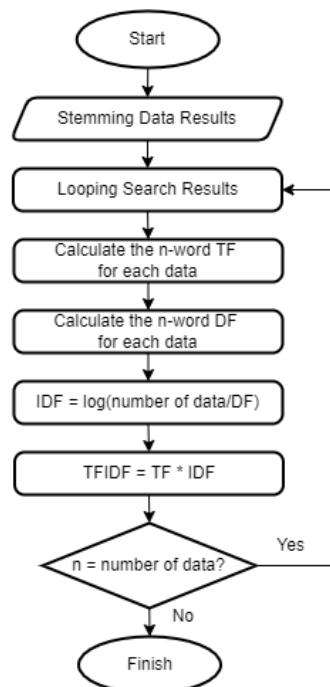 Start
Stemming Data Results
Looping Search Results
Calculate the n-word TF
for each data
Calculate the n-word DF
for each data
IDF = log(number of data/DF)
TFIDF = TF * IDF
n = number of data?
Yes
No
Finish